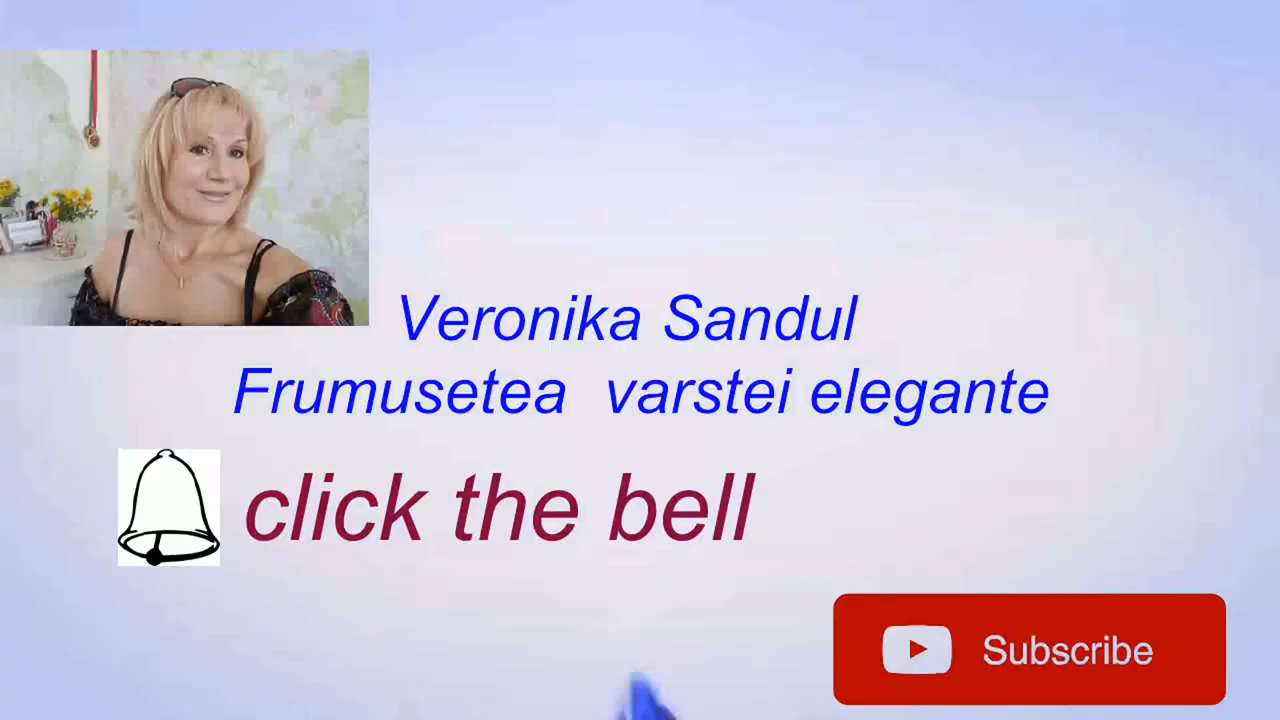 Veronika Sandul
Frumusetea varstei elegante
click the bell
Subscribe